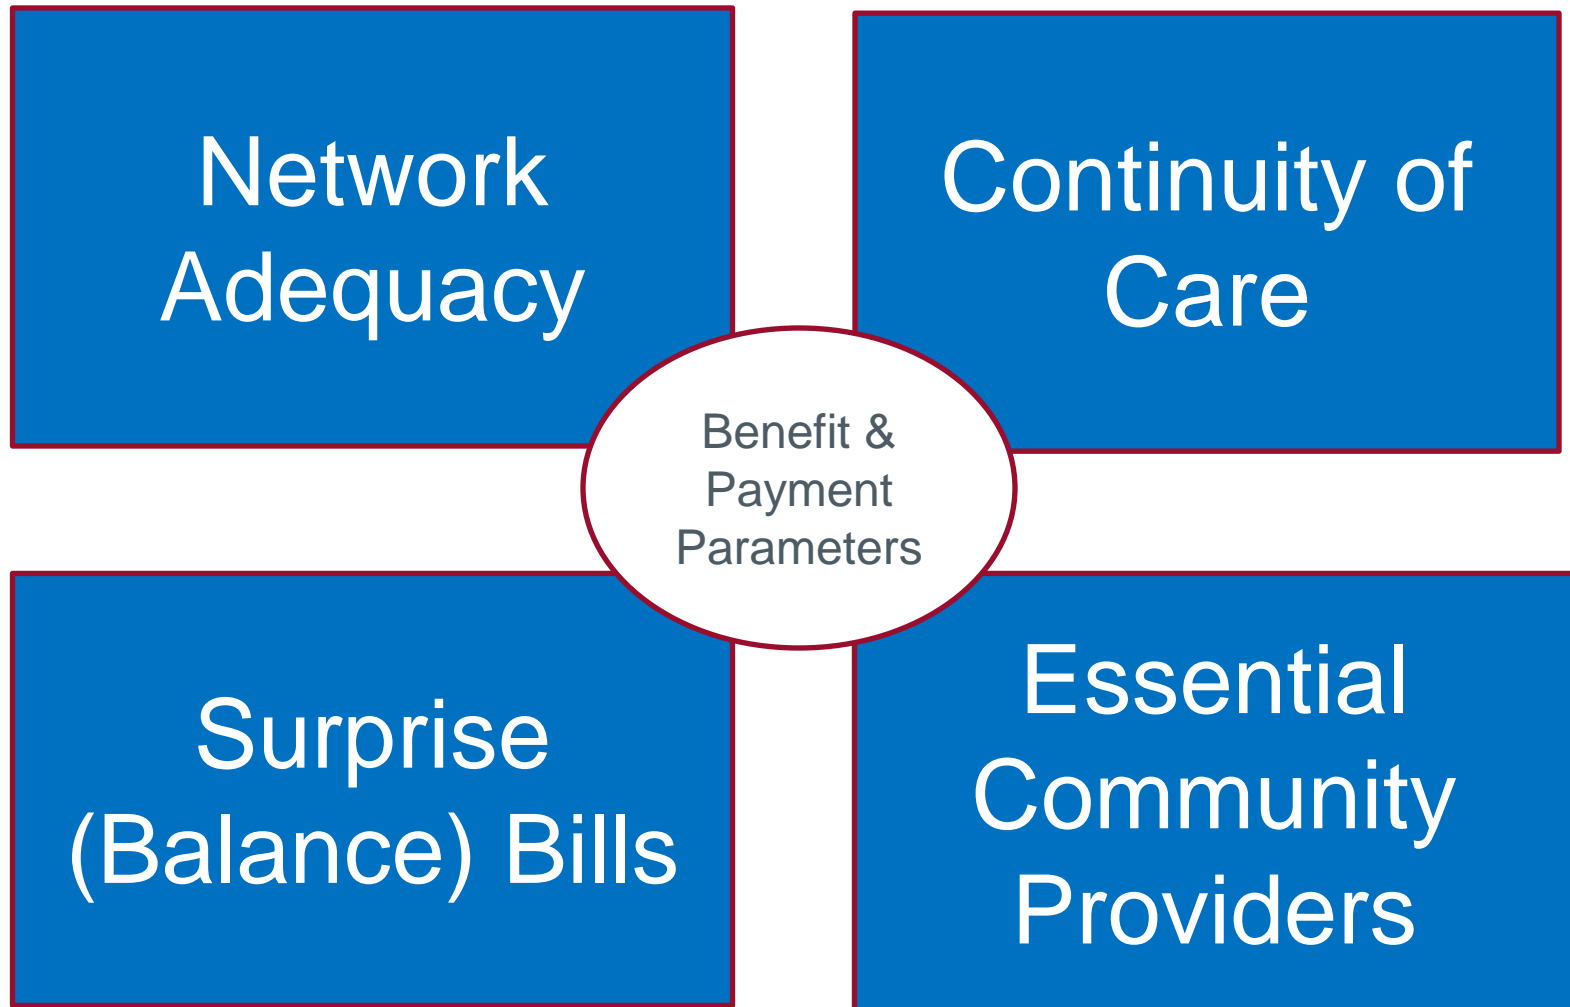 Network
Adequacy
Continuity of
Care
Benefit &
Payment
Parameters
Surprise
(Balance) Bills
Essential
Community
Providers